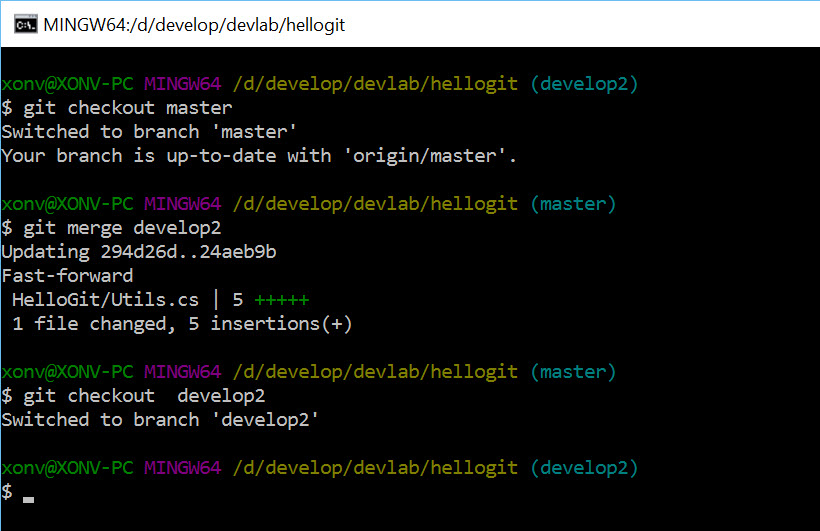 MINGW64:/d/develop/devlab/hellogit
xonv@XONV-PC MINGW64 /d/develop/devlab/hellogit (develop2)
$ git checkout master
Switched to branch 'master'
Your branch is up-to-date with 'origin/master'.
xonv@XONV-PC MINGW64 /d/develop/devlab/hellogit (master)
$ git merge develop2
Updating 294d26d..24aeb9b
Fast-forward
 HelloGit/Utils.cs | 5 +++++
 1 file changed, 5 insertions(+)
xonv@XONV-PC MINGW64 /d/develop/devlab/hellogit (master)
$ git checkout  develop2
Switched to branch 'develop2'
xonv@XONV-PC MINGW64 /d/develop/devlab/hellogit (develop2)
$